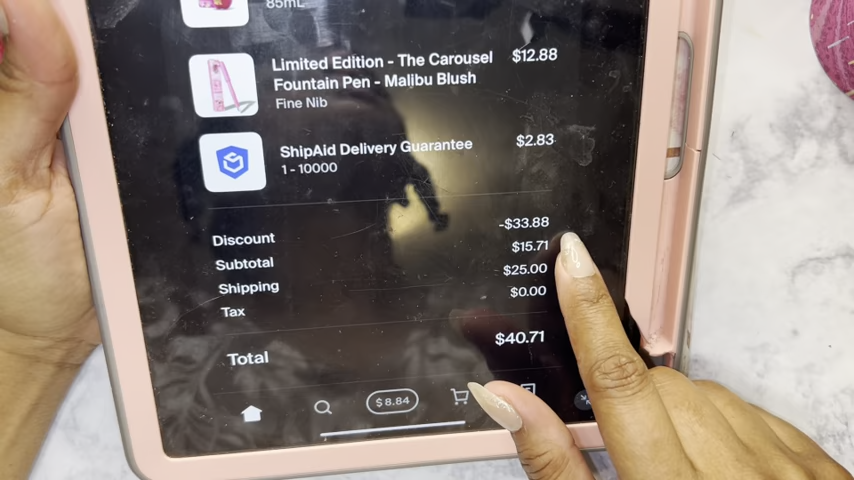 85mL
Limited Edition - The Carousel $12.88
Fountain Pen - Malibu Blush
Fine Nib
ShipAid Delivery Guarantee $2.83
1 - 10000
Discount -$33.88
Subtotal $15.71
Shipping $25.00
Tax $0.00
Total $40.71
$8.84